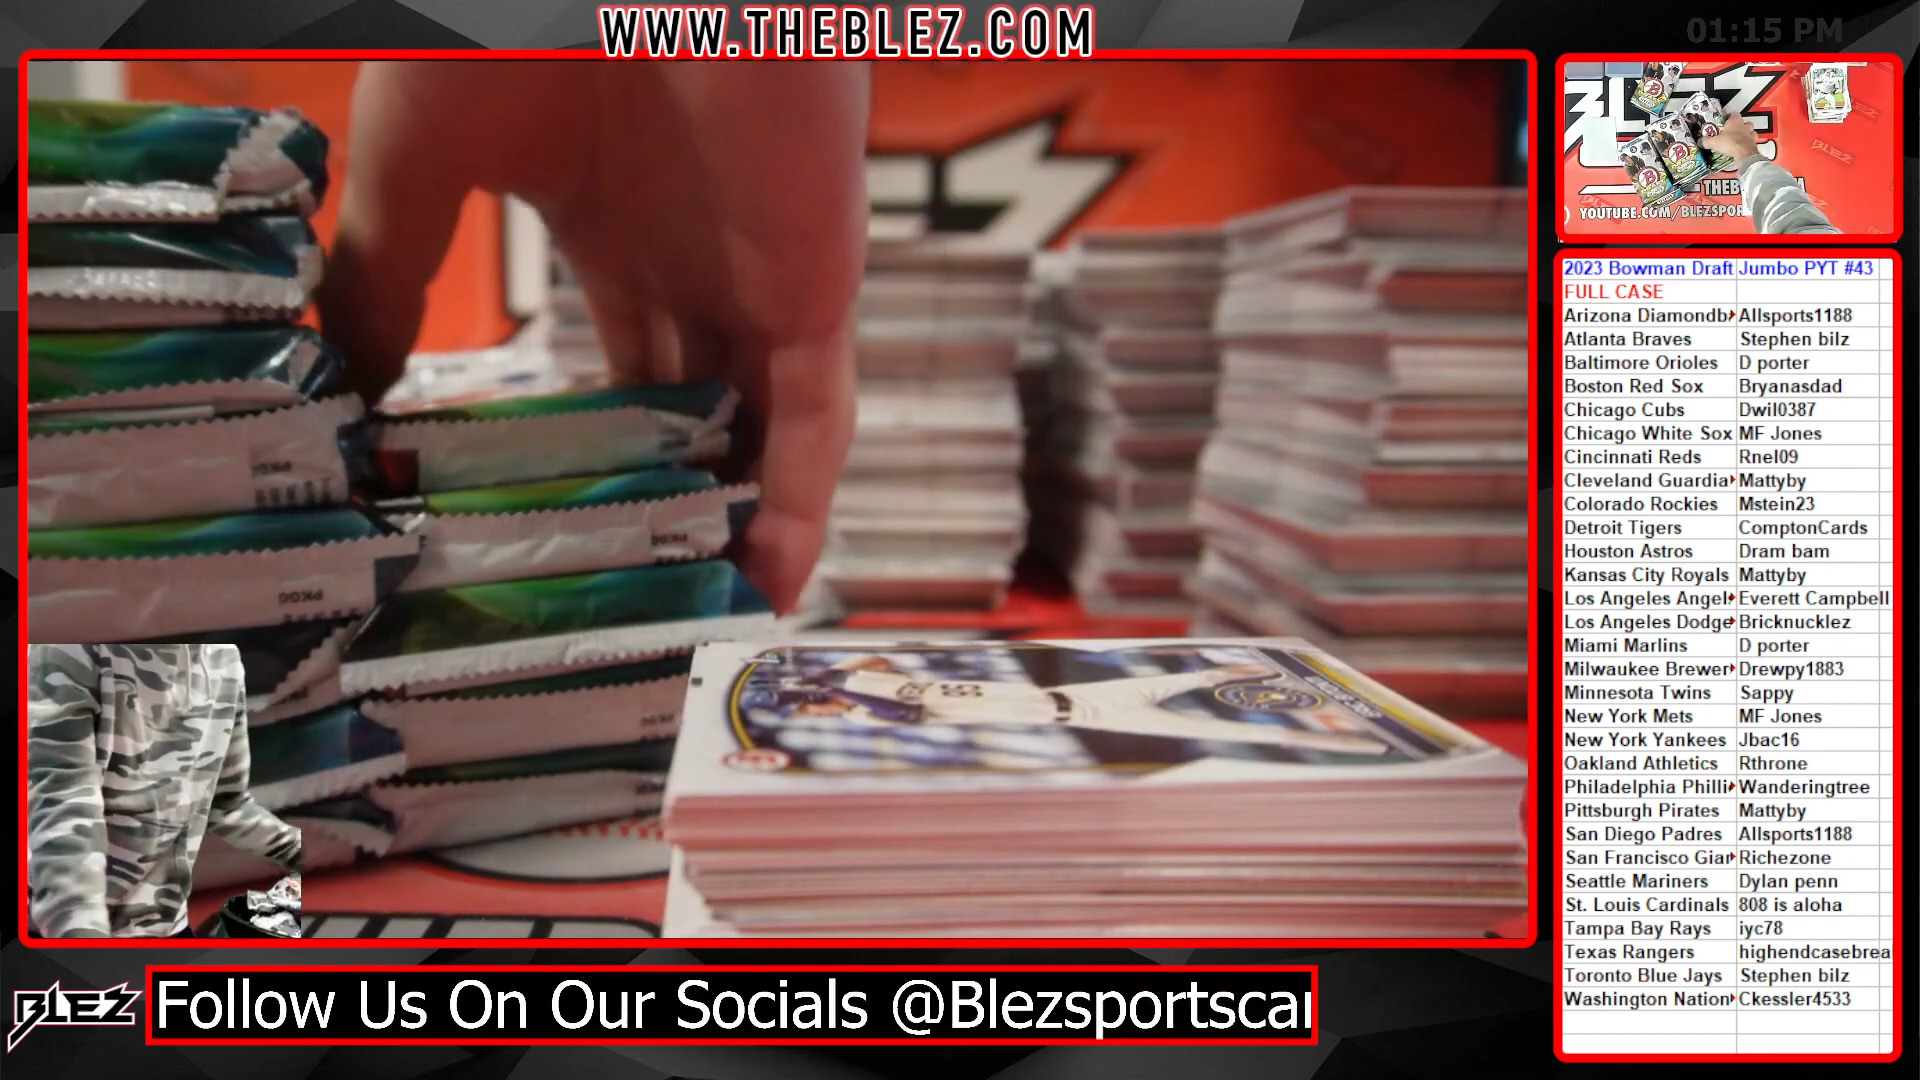 WWW.THEBLEZ.COM
01:15 PM
BLEZ
THEB
YOUTUBE.COM/BLEZSPOR
2023 Bowman Draft Jumbo PYT #43
FULL CASE
Arizona Diamondb Allsports1188
Atlanta Braves Stephen bilz
Baltimore Orioles D porter
Boston Red Sox Bryanasdad
Chicago Cubs Dwil0387
Chicago White Sox MF Jones
Cincinnati Reds Rnel09
Cleveland Guardia Mattyby
Colorado Rockies Mstein23
Detroit Tigers ComptonCards
Houston Astros Dram bam
Kansas City Royals Mattyby
Los Angeles Angel Everett Campbell
Los Angeles Dodge Bricknucklez
Miami Marlins D porter
Milwaukee Brewer Drewpy1883
Minnesota Twins Sappy
New York Mets MF Jones
New York Yankees Jbac16
Oakland Athletics Rthrone
Philadelphia Philli Wanderingtree
Pittsburgh Pirates Mattyby
San Diego Padres Allsports1188
San Francisco Gian Richezone
Seattle Mariners Dylan penn
St. Louis Cardinals 808 is aloha
Tampa Bay Rays iyc78
Texas Rangers highendcasebrea
Toronto Blue Jays Stephen bilz
Washington Nation Ckessler4533
BLEZ
Follow Us On Our Socials @Blezsportscar